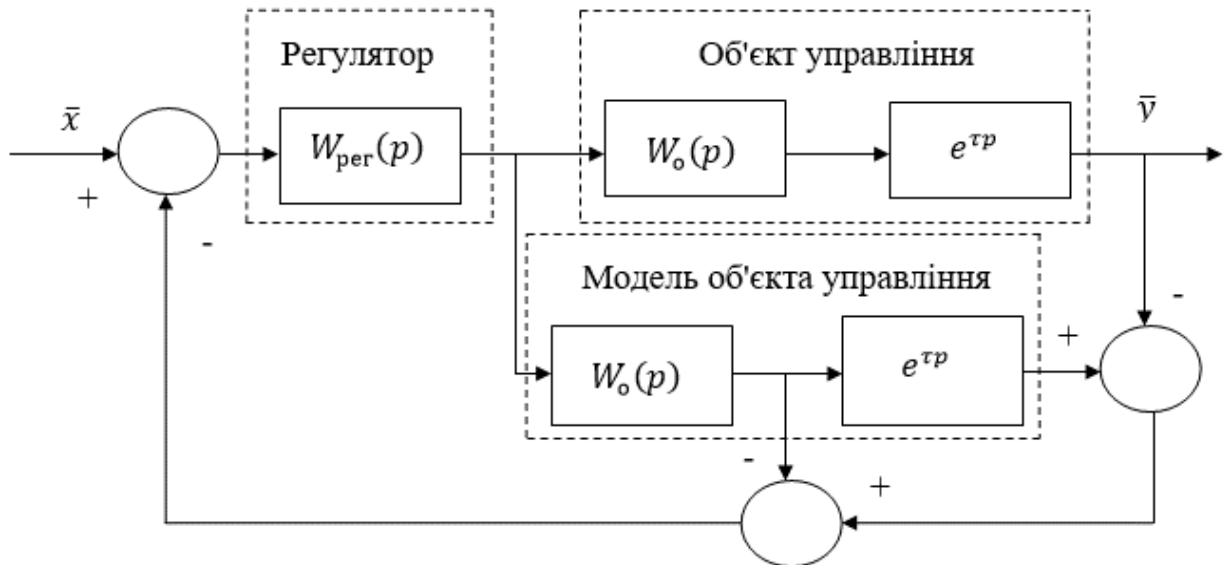 Регулятор
Об'єкт управління
x̄
W_рег(p)
W_о(p)
e^{τp}
ȳ
+
-
Модель об'єкта управління
W_о(p)
e^{τp}
+
-
-
+